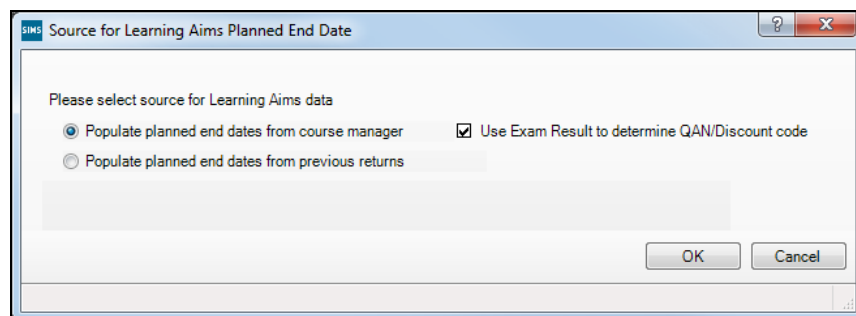 SIMS Source for Learning Aims Planned End Date
Please select source for Learning Aims data
Populate planned end dates from course manager Use Exam Result to determine QAN/Discount code
Populate planned end dates from previous returns
OK Cancel